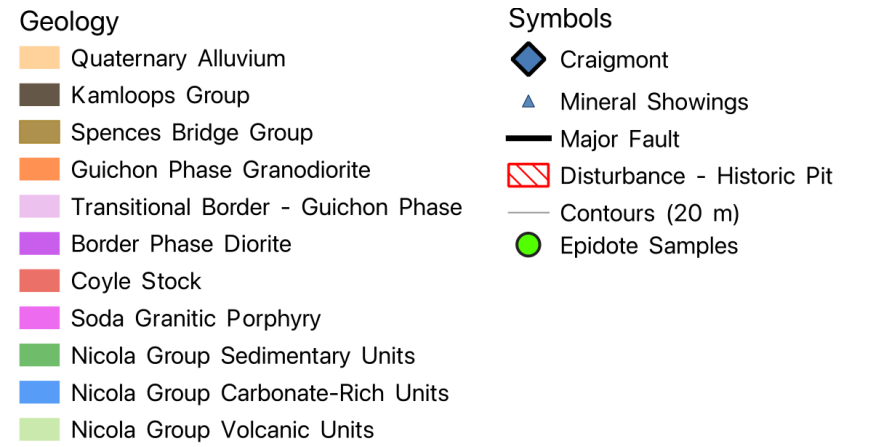 Geology
Quaternary Alluvium
Kamloops Group
Spences Bridge Group
Guichon Phase Granodiorite
Transitional Border - Guichon Phase
Border Phase Diorite
Coyle Stock
Soda Granitic Porphyry
Nicola Group Sedimentary Units
Nicola Group Carbonate-Rich Units
Nicola Group Volcanic Units
Symbols
Craigmont
Mineral Showings
Major Fault
Disturbance - Historic Pit
Contours (20 m)
Epidote Samples